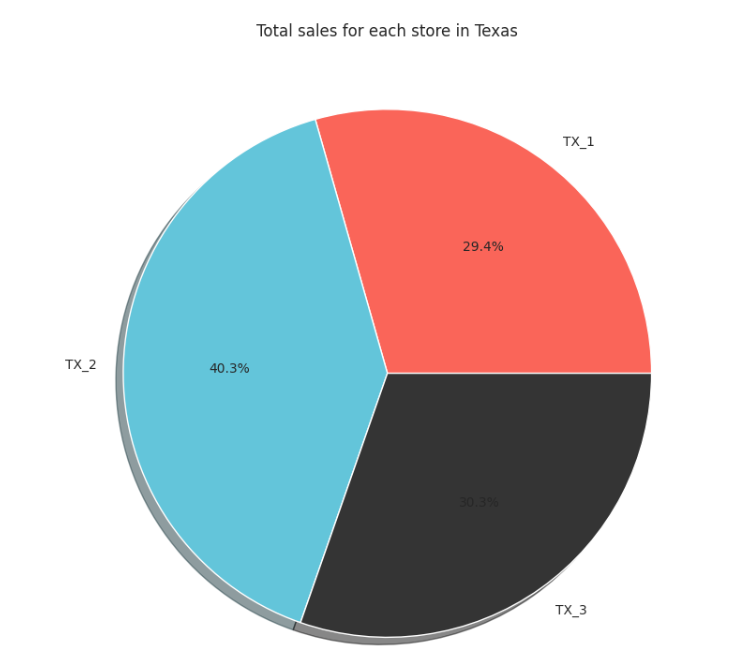 Total sales for each store in Texas
TX_1
29.4%
TX_2
40.3%
30.3%
TX_3